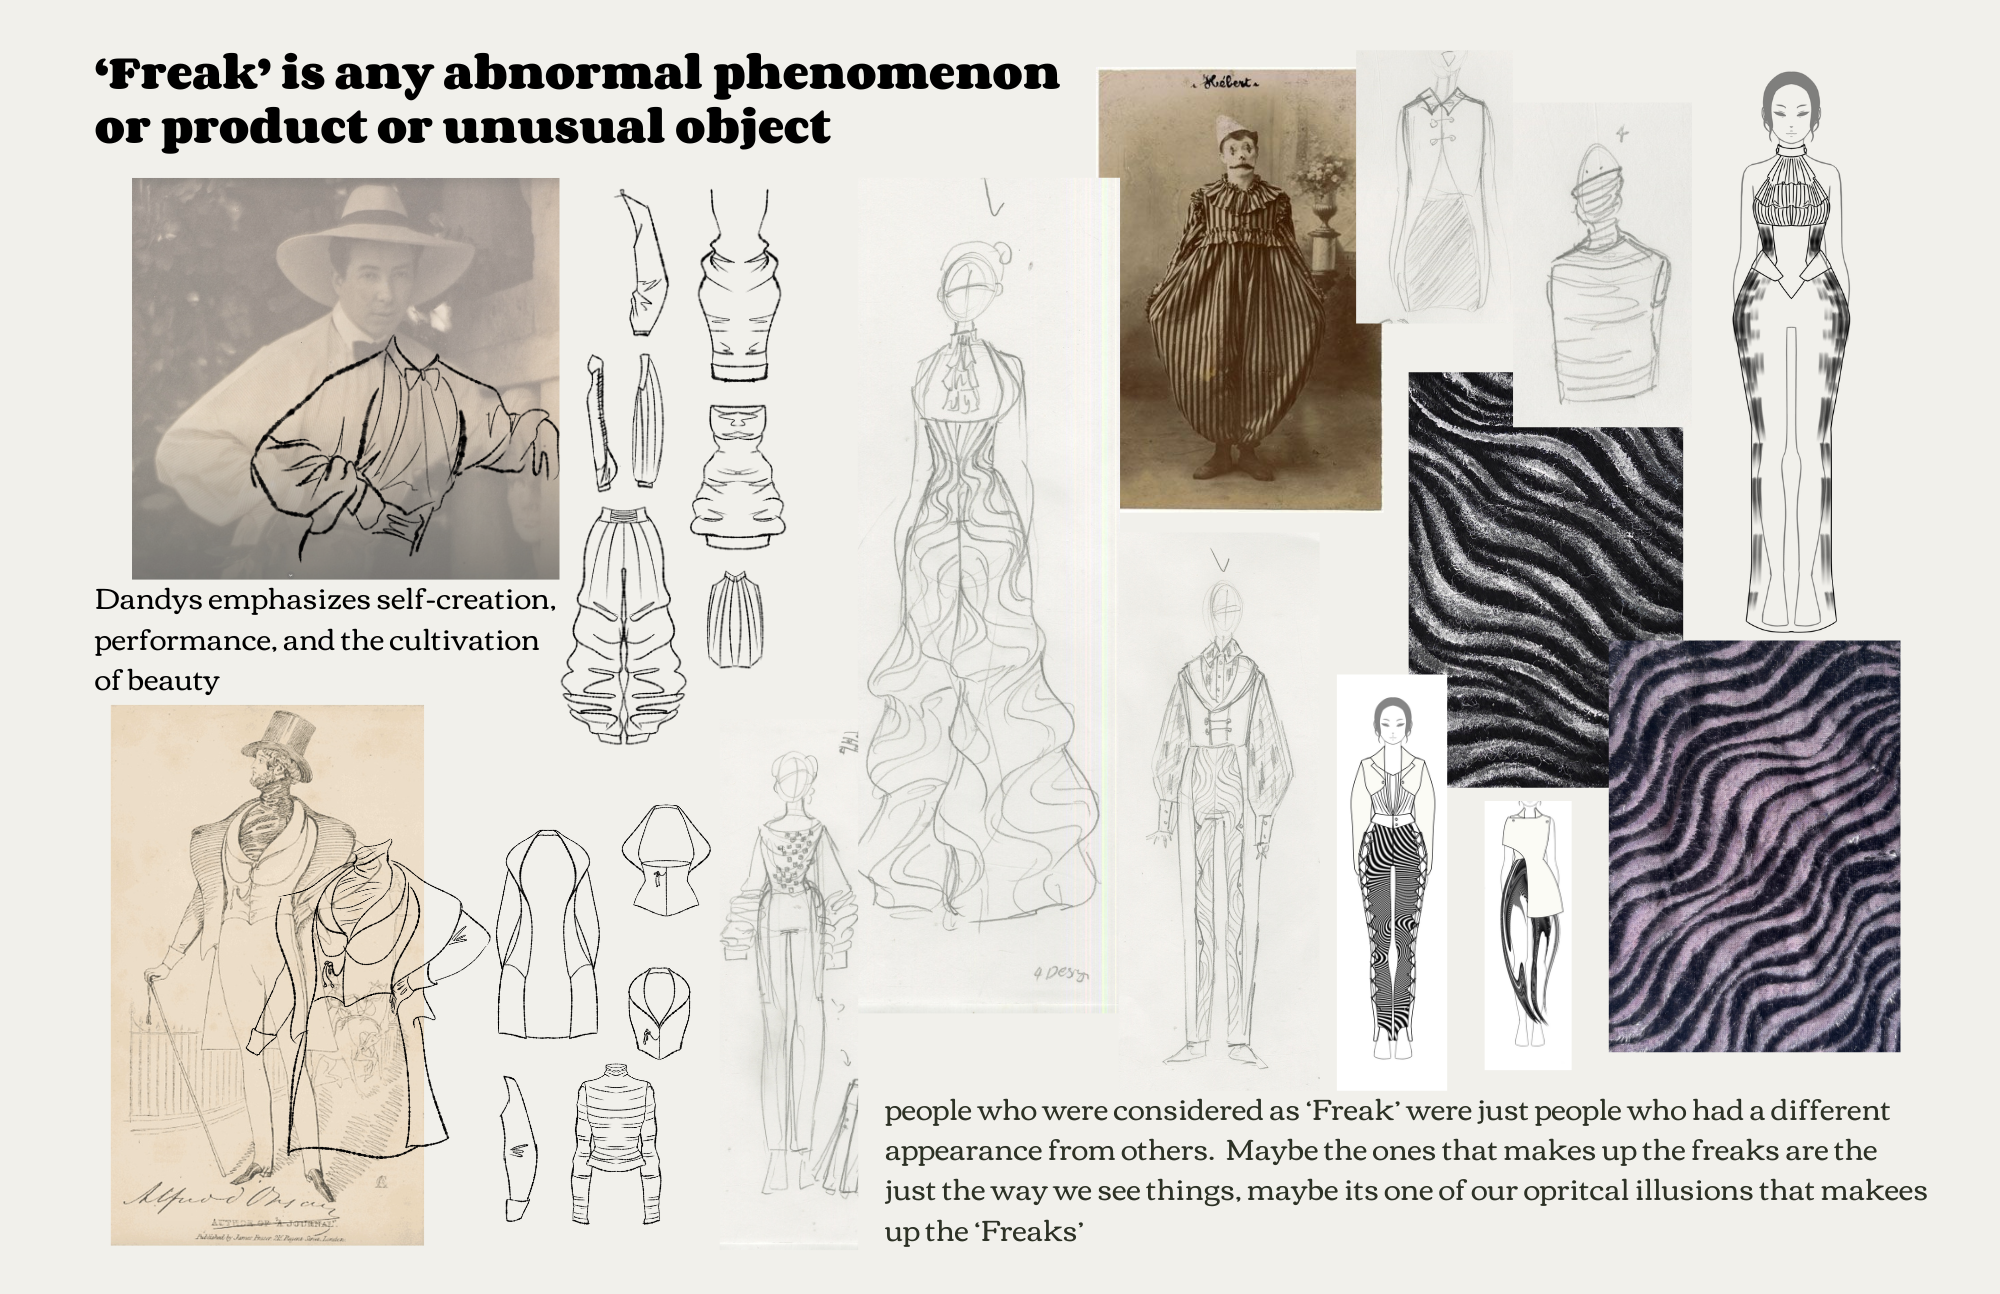 ‘Freak’ is any abnormal phenomenon
or product or unusual object
Hébert
4
Dandys emphasizes self-creation,
performance, and the cultivation
of beauty
4 Design
AUTHOR OF "A JOURNAL".
Published by James Fraser 215 Regent Street, London
people who were considered as ‘Freak’ were just people who had a different
appearance from others.  Maybe the ones that makes up the freaks are the
just the way we see things, maybe its one of our opritcal illusions that makees
up the ‘Freaks’